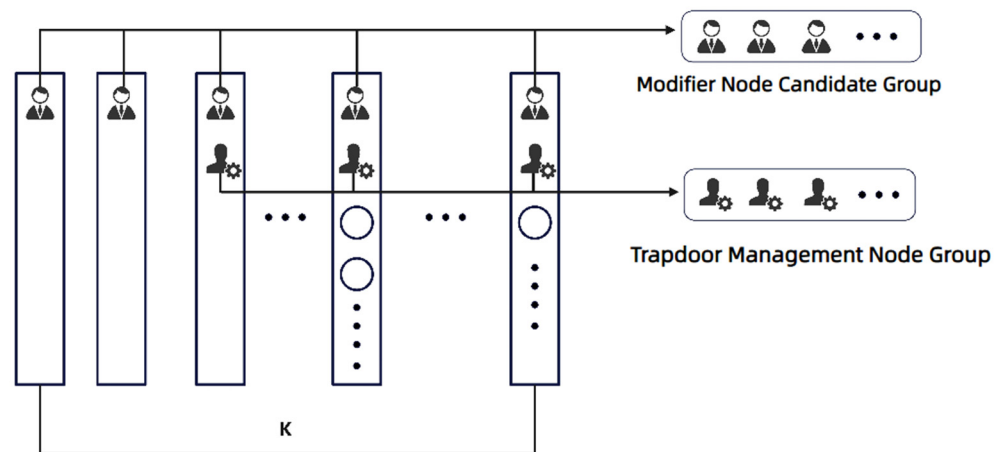 Modifier Node Candidate Group
Trapdoor Management Node Group
K